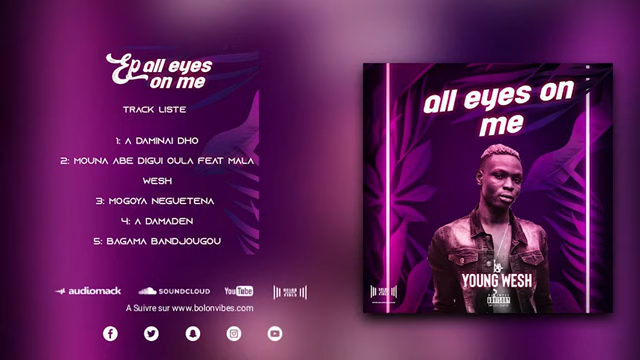 Ep all eyes
on me
TRACK LISTE
1: A DAMINAI DHO
2: MOUNA ABE DIGUI OULA FEAT MALA
WESH
3: MOGOYA NEGUETENA
4: A DAMADEN
5: BAGAMA BANDJOUGOU
audiomack
SOUNDCLOUD
YouTube
BOLON
VIBES
A Suivre sur www.bolonvibes.com
all eyes on
me
YOUNG WESH